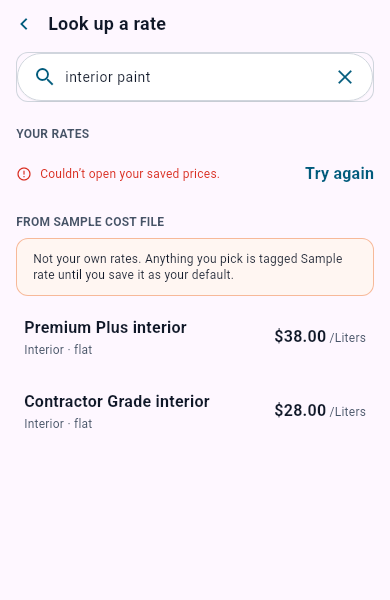 Look up a rate
interior paint
YOUR RATES
Couldn't open your saved prices.
Try again
FROM SAMPLE COST FILE
Not your own rates. Anything you pick is tagged Sample
rate until you save it as your default.
Premium Plus interior
$38.00 /Liters
Interior · flat
Contractor Grade interior
$28.00 /Liters
Interior · flat